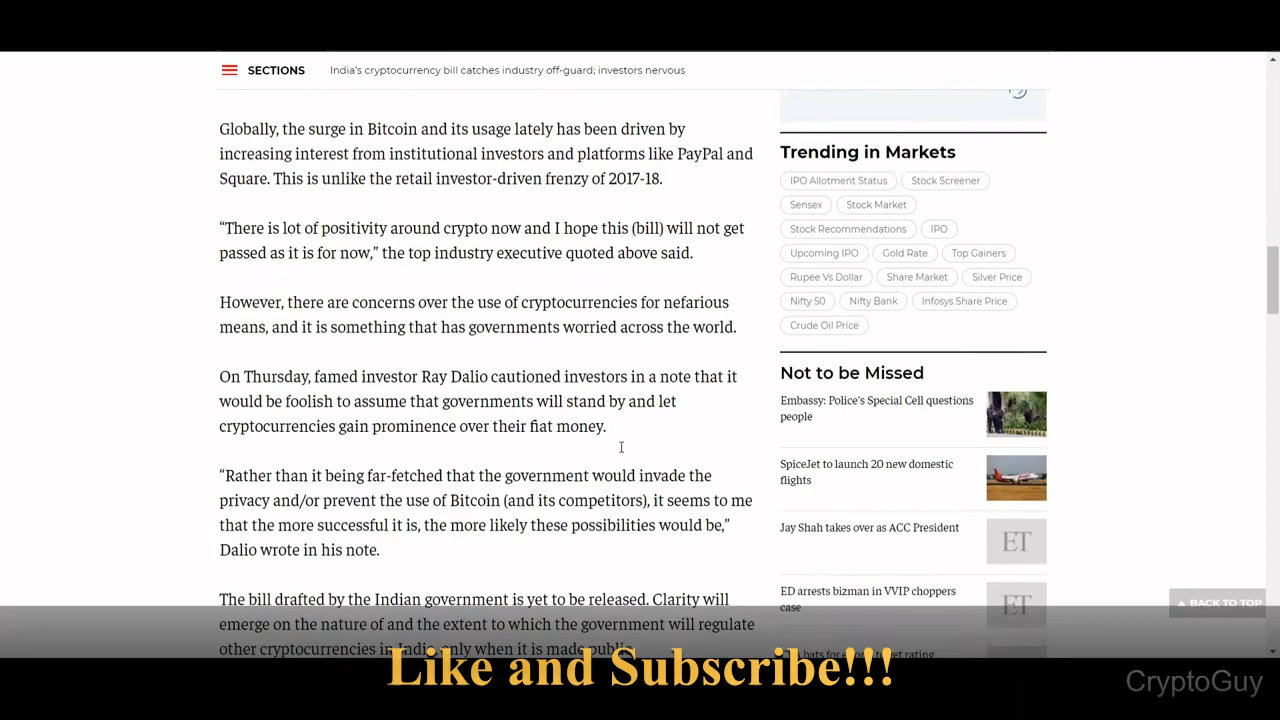 SECTIONS
India's cryptocurrency bill catches industry off-guard; investors nervous
Globally, the surge in Bitcoin and its usage lately has been driven by
increasing interest from institutional investors and platforms like PayPal and
Square. This is unlike the retail investor-driven frenzy of 2017-18.
“There is lot of positivity around crypto now and I hope this (bill) will not get
passed as it is for now,” the top industry executive quoted above said.
However, there are concerns over the use of cryptocurrencies for nefarious
means, and it is something that has governments worried across the world.
On Thursday, famed investor Ray Dalio cautioned investors in a note that it
would be foolish to assume that governments will stand by and let
cryptocurrencies gain prominence over their fiat money.
“Rather than it being far-fetched that the government would invade the
privacy and/or prevent the use of Bitcoin (and its competitors), it seems to me
that the more successful it is, the more likely these possibilities would be,”
Dalio wrote in his note.
The bill drafted by the Indian government is yet to be released. Clarity will
emerge on the nature of and the extent to which the government will regulate
other cryptocurrencies in India, only when it is made public.
Trending in Markets
IPO Allotment Status
Stock Screener
Sensex
Stock Market
Stock Recommendations
IPO
Upcoming IPO
Gold Rate
Top Gainers
Rupee Vs Dollar
Share Market
Silver Price
Nifty 50
Nifty Bank
Infosys Share Price
Crude Oil Price
Not to be Missed
Embassy: Police's Special Cell questions
people
SpiceJet to launch 20 new domestic
flights
Jay Shah takes over as ACC President
ET
ED arrests bizman in VVIP choppers
case
ET
BACK TO TOP
Like and Subscribe!!!
CryptoGuy